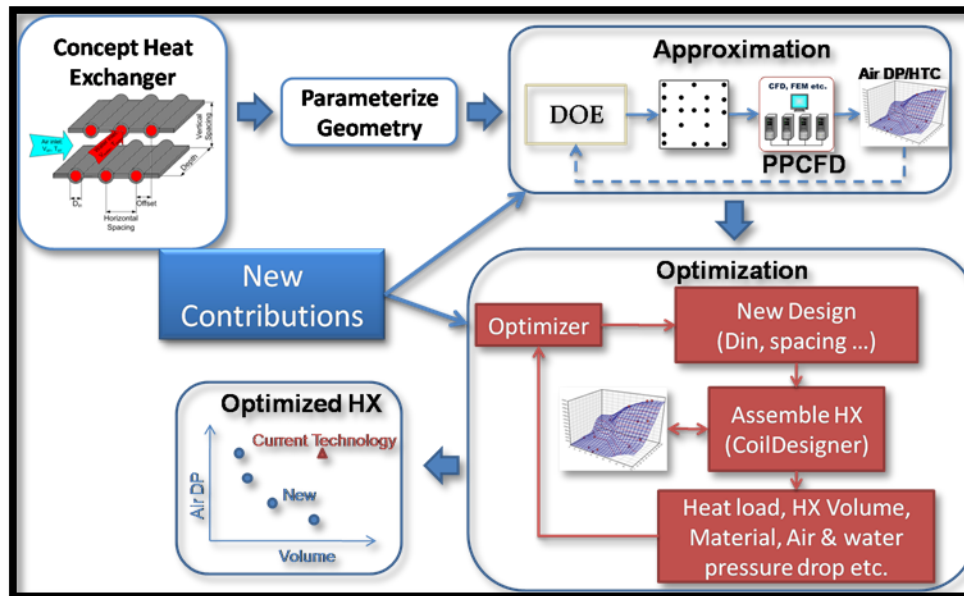 Concept Heat
Exchanger
Air inlet
Vertical
Spacing
Depth
Offset
Horizontal
Spacing
Parameterize
Geometry
Approximation
DOE
CFD, FEM etc.
PPCFD
Air DP/HTC
New
Contributions
Optimization
Optimizer
New Design
(Din, spacing ...)
Assemble HX
(CoilDesigner)
Heat load, HX Volume,
Material, Air & water
pressure drop etc.
Optimized HX
Current Technology
New
Air DP
Volume